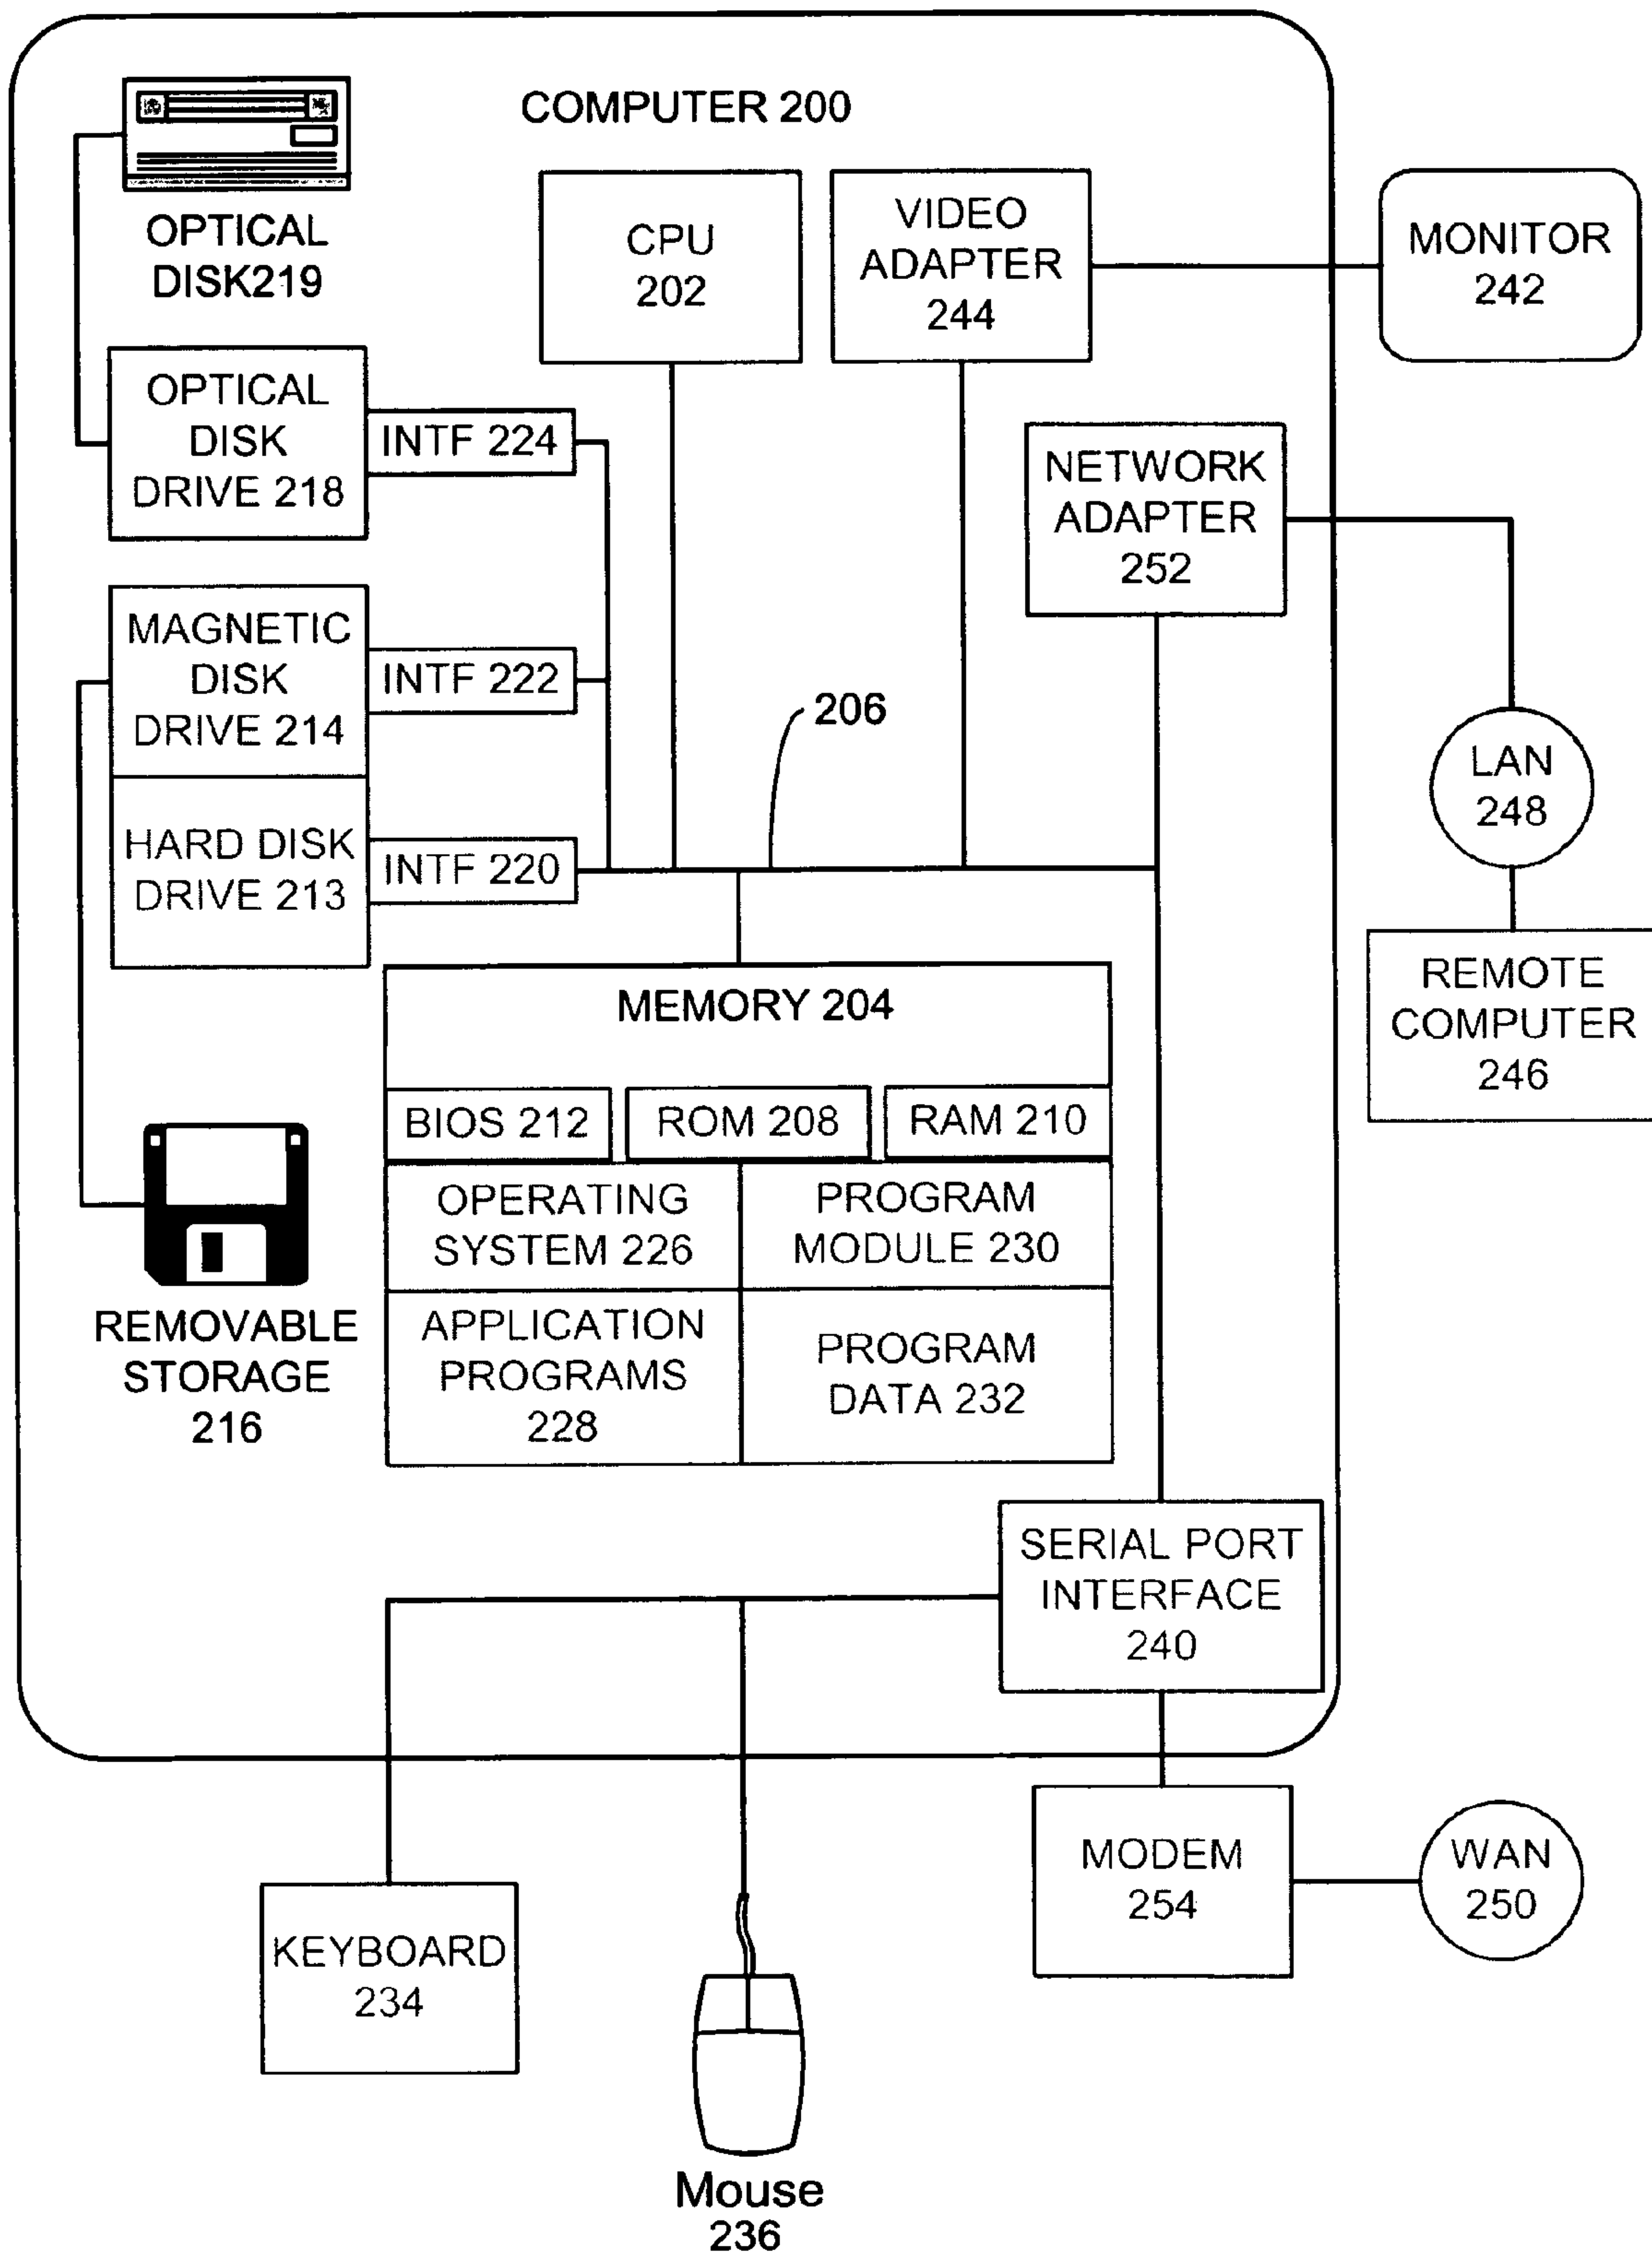 COMPUTER 200
OPTICAL
DISK219
CPU
202
VIDEO
ADAPTER
244
MONITOR
242
OPTICAL
DISK
DRIVE 218
INTF 224
NETWORK
ADAPTER
252
MAGNETIC
DISK
DRIVE 214
INTF 222
206
LAN
248
HARD DISK
DRIVE 213
INTF 220
REMOTE
COMPUTER
246
MEMORY 204
BIOS 212
ROM 208
RAM 210
OPERATING
SYSTEM 226
PROGRAM
MODULE 230
REMOVABLE
STORAGE
216
APPLICATION
PROGRAMS
228
PROGRAM
DATA 232
SERIAL PORT
INTERFACE
240
MODEM
254
WAN
250
KEYBOARD
234
Mouse
236